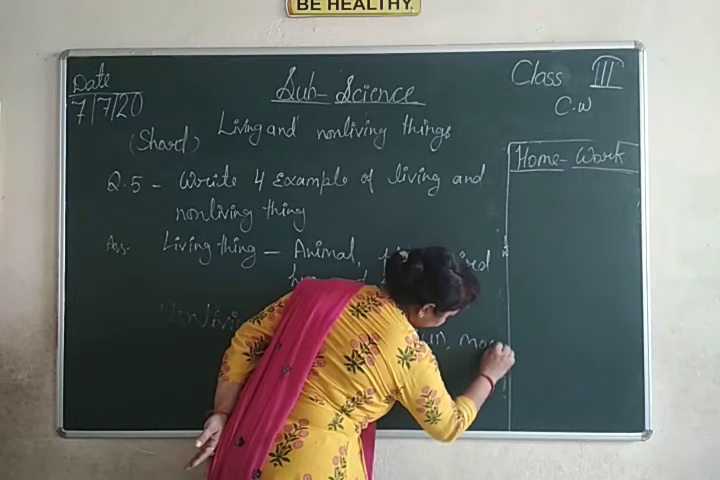 BE HEALTHY.
Date
7/7/20
Sub- Science
Class III
C.W
(Short) Living and nonliving things
Home-Work
Q.5 - Write 4 Example of living and
nonliving thing
Ans. Living thing - Animal,